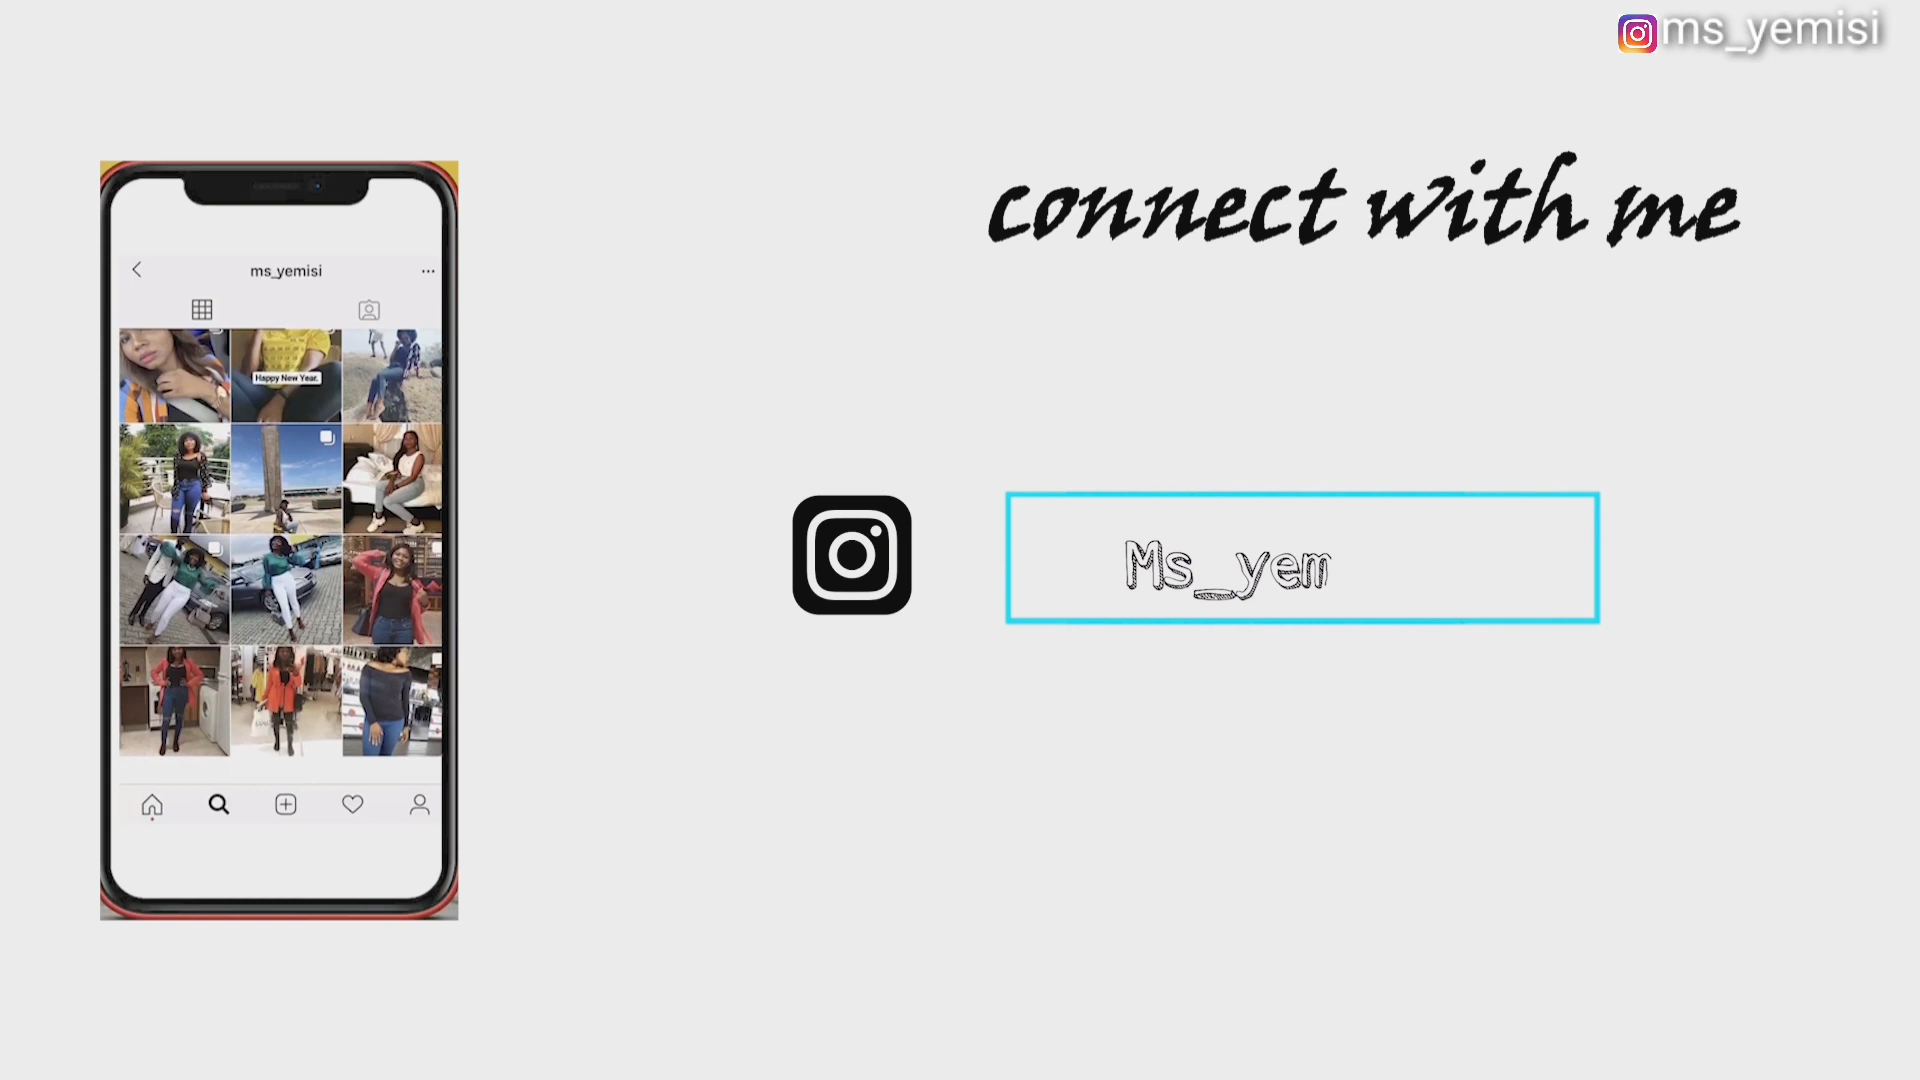 ms_yemisi
connect with me
ms_yemisi
Happy New Year.
Ms_yem